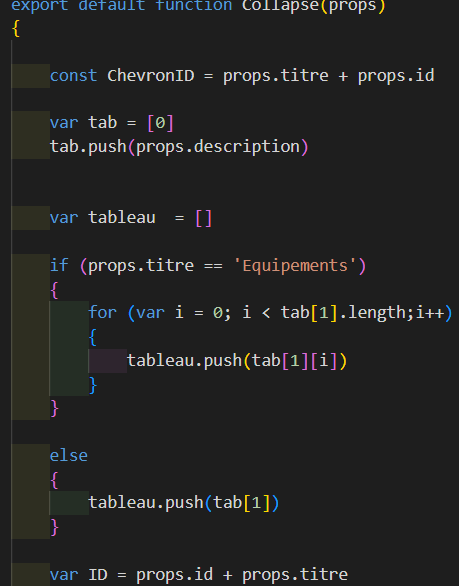 export default function Collapse(props)
{
const ChevronID = props.titre + props.id
var tab = [0]
tab.push(props.description)
var tableau  = []
if (props.titre == 'Equipements')
{
for (var i = 0; i < tab[1].length;i++)
{
tableau.push(tab[1][i])
}
}
else
{
tableau.push(tab[1])
}
var ID = props.id + props.titre